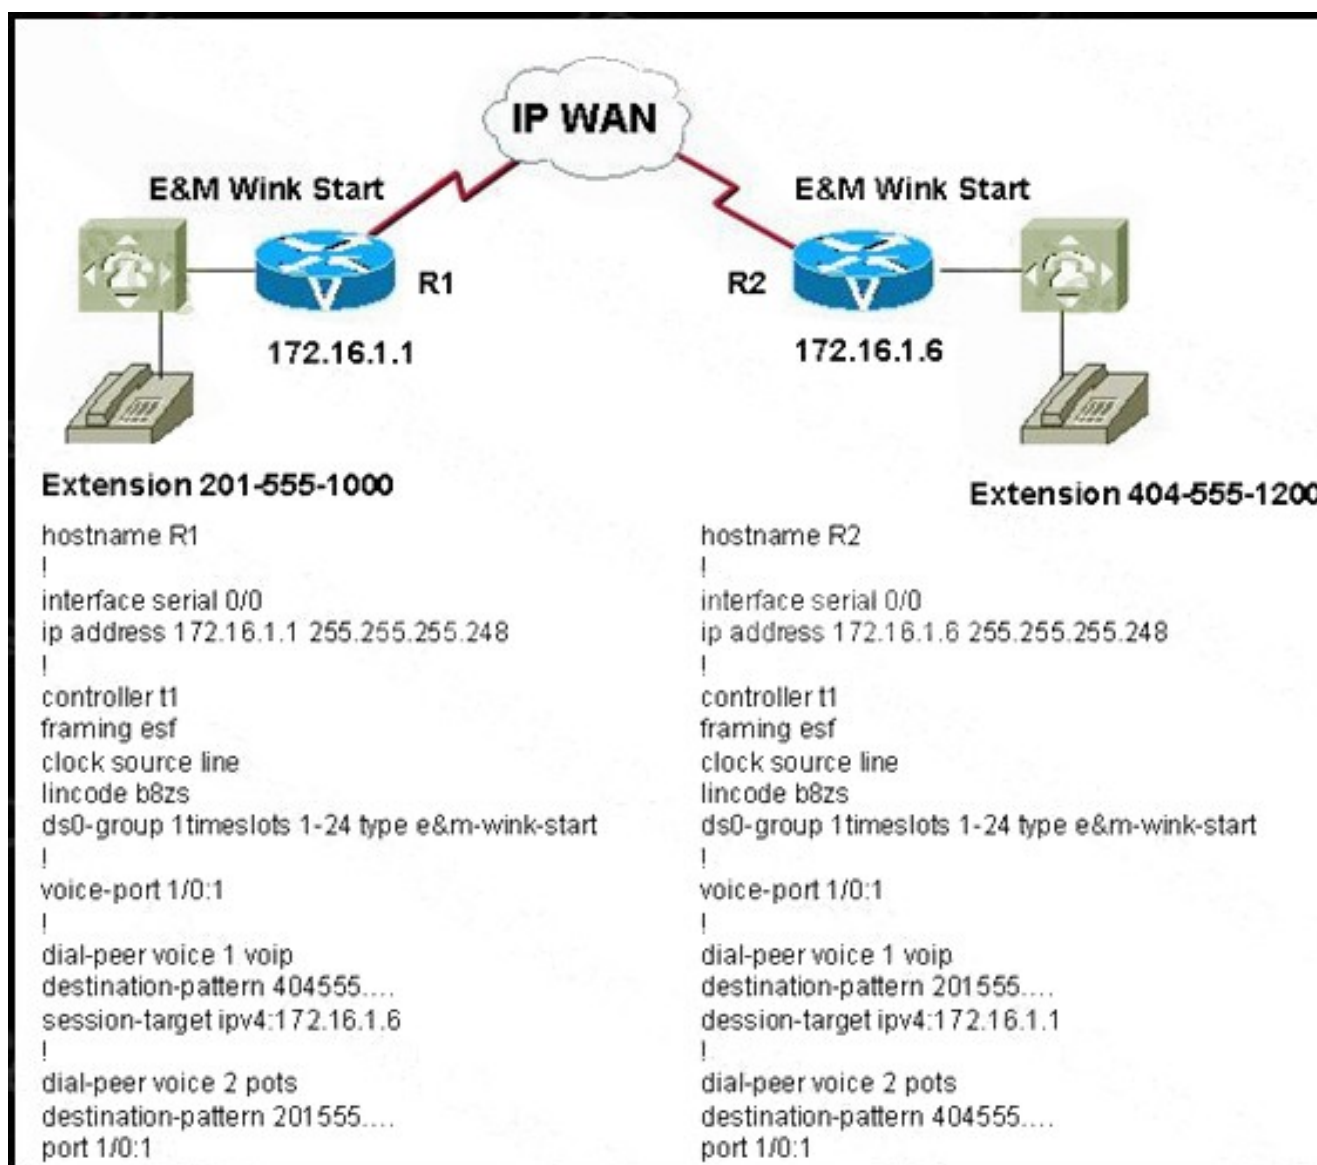 IP WAN
E&M Wink Start
E&M Wink Start
R1
R2
172.16.1.1
172.16.1.6
Extension 201-555-1000
Extension 404-555-1200
hostname R1
!
interface serial 0/0
ip address 172.16.1.1 255.255.255.248
!
controller t1
framing esf
clock source line
lincode b8zs
ds0-group 1timeslots 1-24 type e&m-wink-start
!
voice-port 1/0:1
!
dial-peer voice 1 voip
destination-pattern 404555....
session-target ipv4:172.16.1.6
!
dial-peer voice 2 pots
destination-pattern 201555....
port 1/0:1
hostname R2
!
interface serial 0/0
ip address 172.16.1.6 255.255.255.248
!
controller t1
framing esf
clock source line
lincode b8zs
ds0-group 1timeslots 1-24 type e&m-wink-start
!
voice-port 1/0:1
!
dial-peer voice 1 voip
destination-pattern 201555....
dession-target ipv4:172.16.1.1
!
dial-peer voice 2 pots
destination-pattern 404555....
port 1/0:1